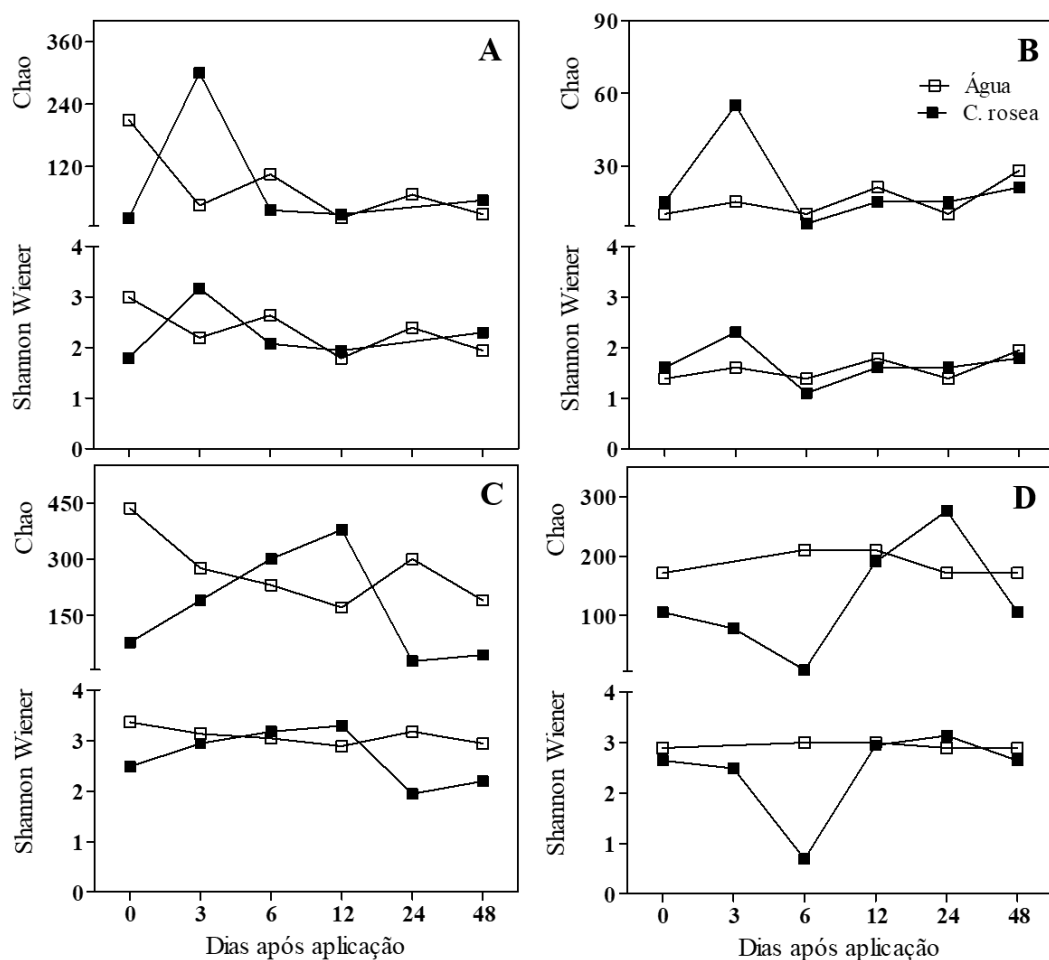 A
360
240
120
Chao
4
3
2
1
0
Shannon Wiener
B
90
60
30
Chao
Água
C. rosea
4
3
2
1
0
Shannon Wiener
C
450
300
150
Chao
4
3
2
1
0
Shannon Wiener
0 3 6 12 24 48
Dias após aplicação
D
300
200
100
Chao
4
3
2
1
0
Shannon Wiener
0 3 6 12 24 48
Dias após aplicação